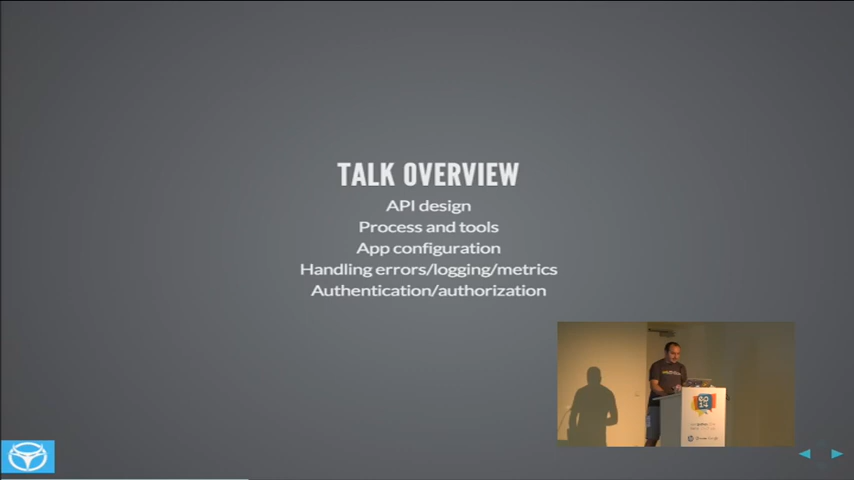 TALK OVERVIEW
API design
Process and tools
App configuration
Handling errors/logging/metrics
Authentication/authorization